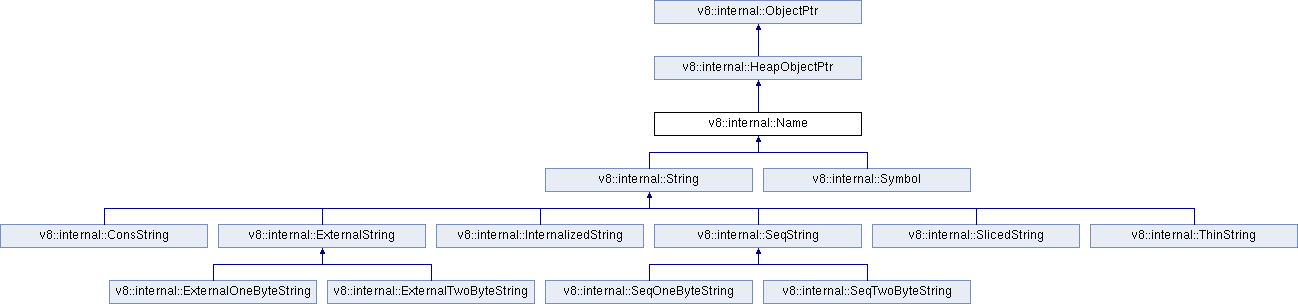 v8::internal::ObjectPtr
v8::internal::HeapObjectPtr
v8::internal::Name
v8::internal::String
v8::internal::Symbol
v8::internal::ConsString
v8::internal::ExternalString
v8::internal::InternalizedString
v8::internal::SeqString
v8::internal::SlicedString
v8::internal::ThinString
v8::internal::ExternalOneByteString
v8::internal::ExternalTwoByteString
v8::internal::SeqOneByteString
v8::internal::SeqTwoByteString